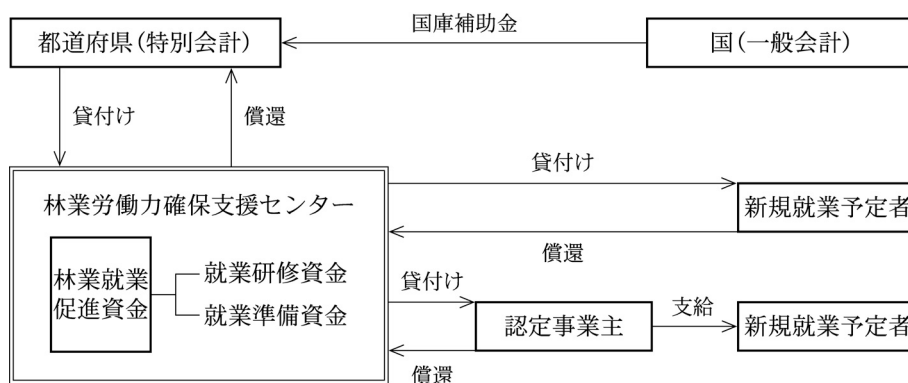 国庫補助金
都道府県(特別会計)
国(一般会計)
貸付け
償還
貸付け
林業労働力確保支援センター
新規就業予定者
償還
林業就業
促進資金
就業研修資金
就業準備資金
貸付け
認定事業主
支給
新規就業予定者
償還